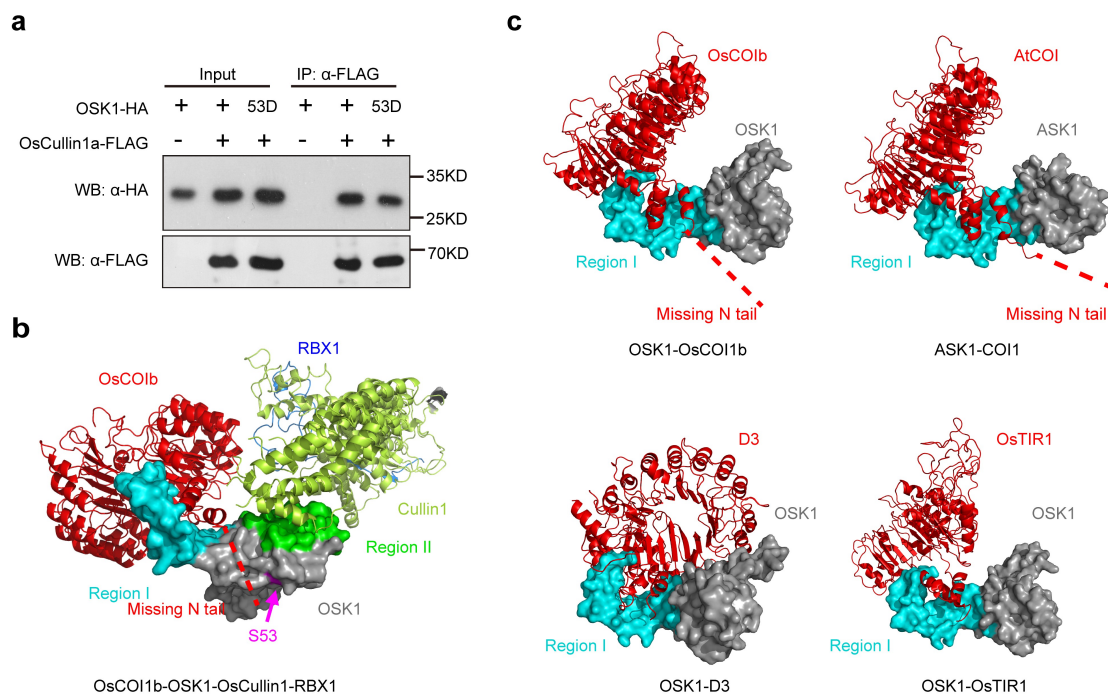 a
Input IP: α-FLAG
OSK1-HA + + 53D + + 53D
OsCullin1a-FLAG - + + - + +
WB: α-HA
35KD
25KD
WB: α-FLAG
70KD
b
RBX1
OsCOIb
Cullin1
Region II
Region I
Missing N tail
OSK1
S53
OsCOI1b-OSK1-OsCullin1-RBX1
c
OsCOIb
OSK1
Region I
Missing N tail
OSK1-OsCOI1b
AtCOI
ASK1
Region I
Missing N tail
ASK1-COI1
D3
OSK1
Region I
OSK1-D3
OsTIR1
OSK1
Region I
OSK1-OsTIR1